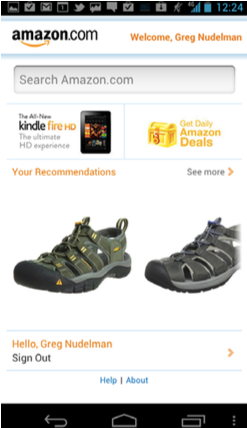 12:24
amazon.com
Welcome, Greg Nudelman
Search Amazon.com
The All-New
kindle fire HD
The ultimate
HD experience
Get Daily
Amazon
Deals
Your Recommendations
See more
Hello, Greg Nudelman
Sign Out
Help | About